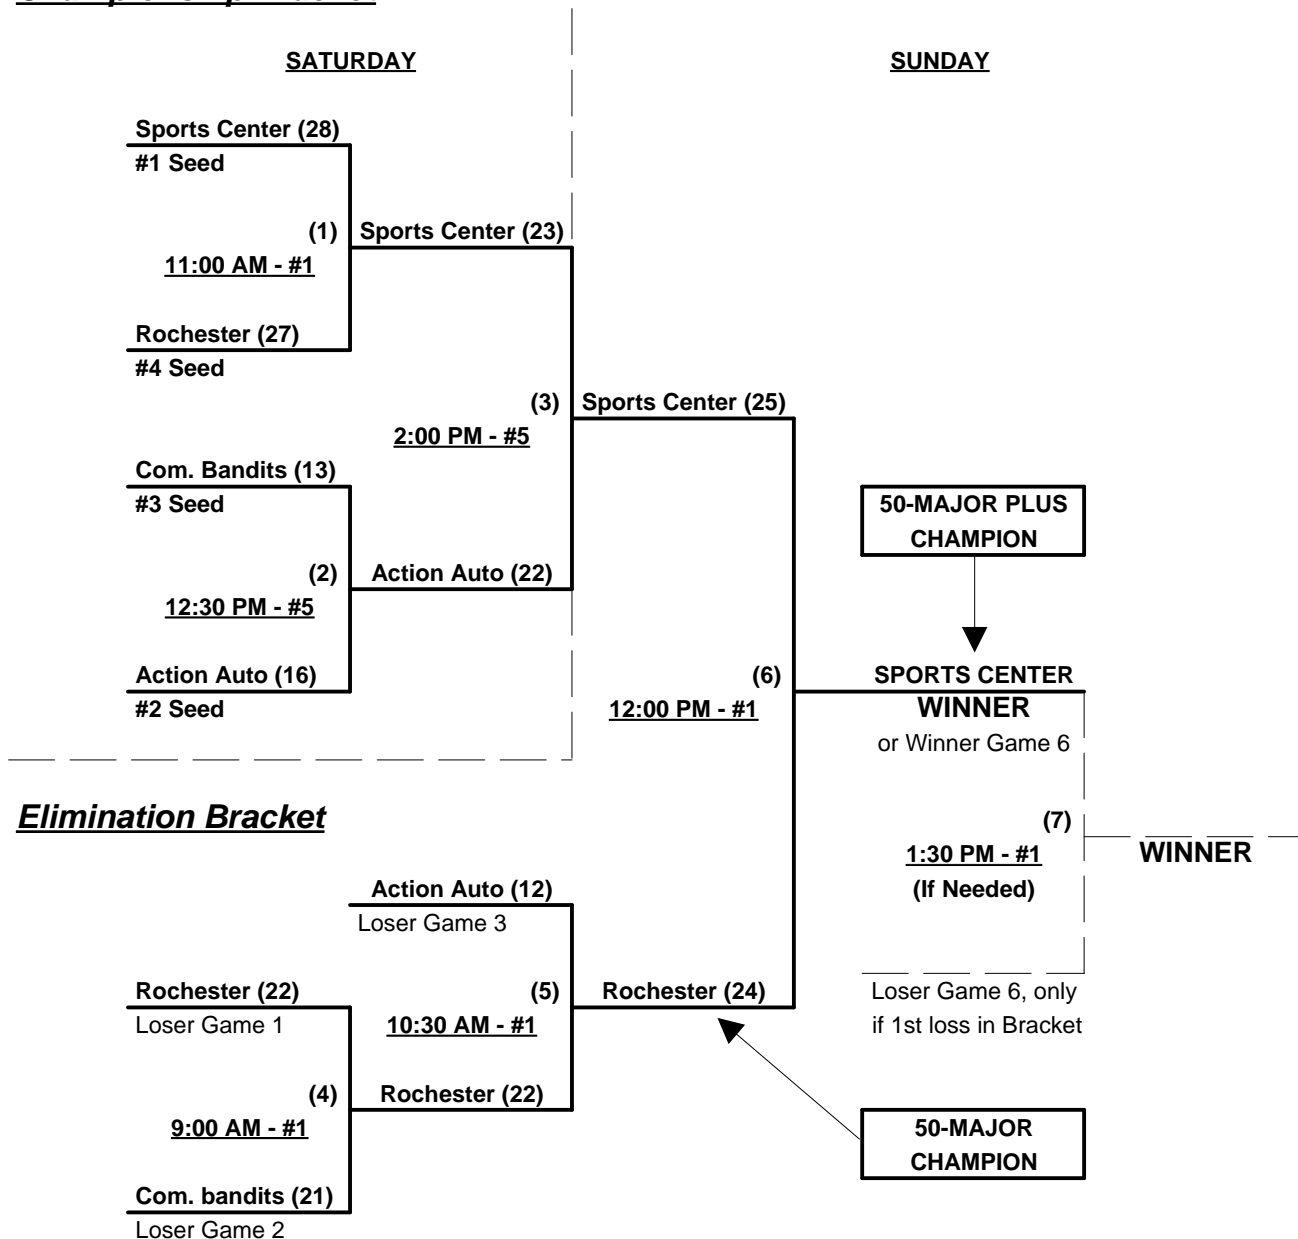 SATURDAY
SUNDAY
Sports Center (28)
#1 Seed
(1)
Sports Center (23)
11:00 AM - #1
Rochester (27)
#4 Seed
(3)
Sports Center (25)
2:00 PM - #5
Com. Bandits (13)
#3 Seed
50-MAJOR PLUS
CHAMPION
(2)
Action Auto (22)
12:30 PM - #5
Action Auto (16)
#2 Seed
(6)
12:00 PM - #1
SPORTS CENTER
WINNER
or Winner Game 6
Elimination Bracket
(7)
1:30 PM - #1
(If Needed)
WINNER
Action Auto (12)
Loser Game 3
Rochester (22)
Loser Game 1
(5)
Rochester (24)
10:30 AM - #1
Loser Game 6, only
if 1st loss in Bracket
(4)
Rochester (22)
9:00 AM - #1
50-MAJOR
CHAMPION
Com. bandits (21)
Loser Game 2